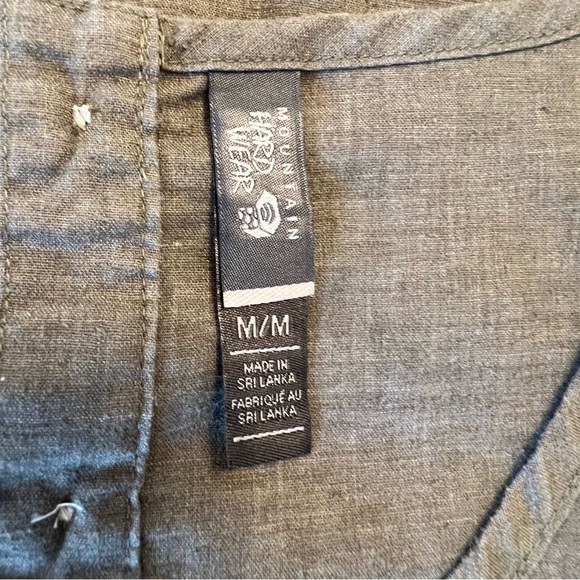 MOUNTAIN
HARD
WEAR
M/M
MADE IN
SRI LANKA
FABRIQUÉ AU
SRI LANKA